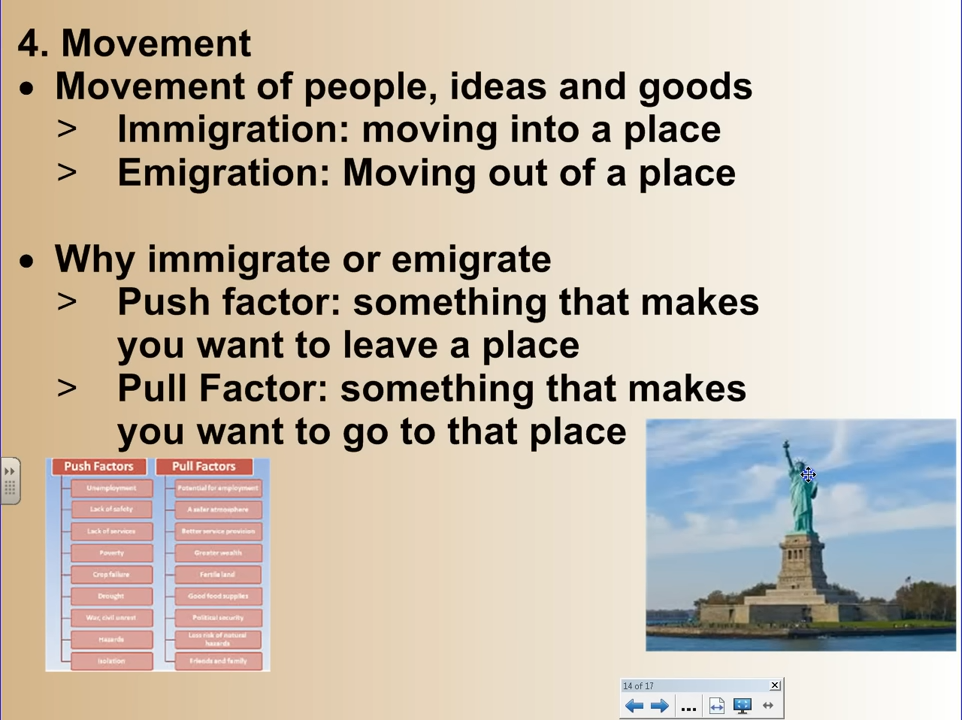 4. Movement
• Movement of people, ideas and goods
> Immigration: moving into a place
> Emigration: Moving out of a place
• Why immigrate or emigrate
> Push factor: something that makes
you want to leave a place
> Pull Factor: something that makes
you want to go to that place
Push Factors
Unemployment
Lack of safety
Lack of services
Poverty
Crop failure
Drought
War, civil unrest
Hazards
Isolation
Pull Factors
Potential for employment
A safer atmosphere
Better service provision
Greater wealth
Fertile land
Good food supplies
Political security
Less risk of natural
hazards
Friends and family
14 of 17